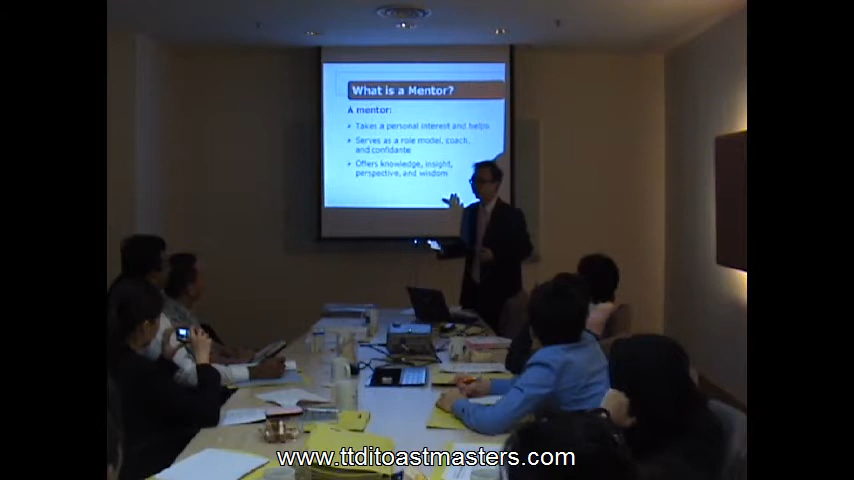 What is a Mentor?
A mentor:
Takes a personal interest and helps
Serves as a role model, coach,
and confidante
Offers knowledge, insight,
perspective, and wisdom
www.ttditoastmasters.com